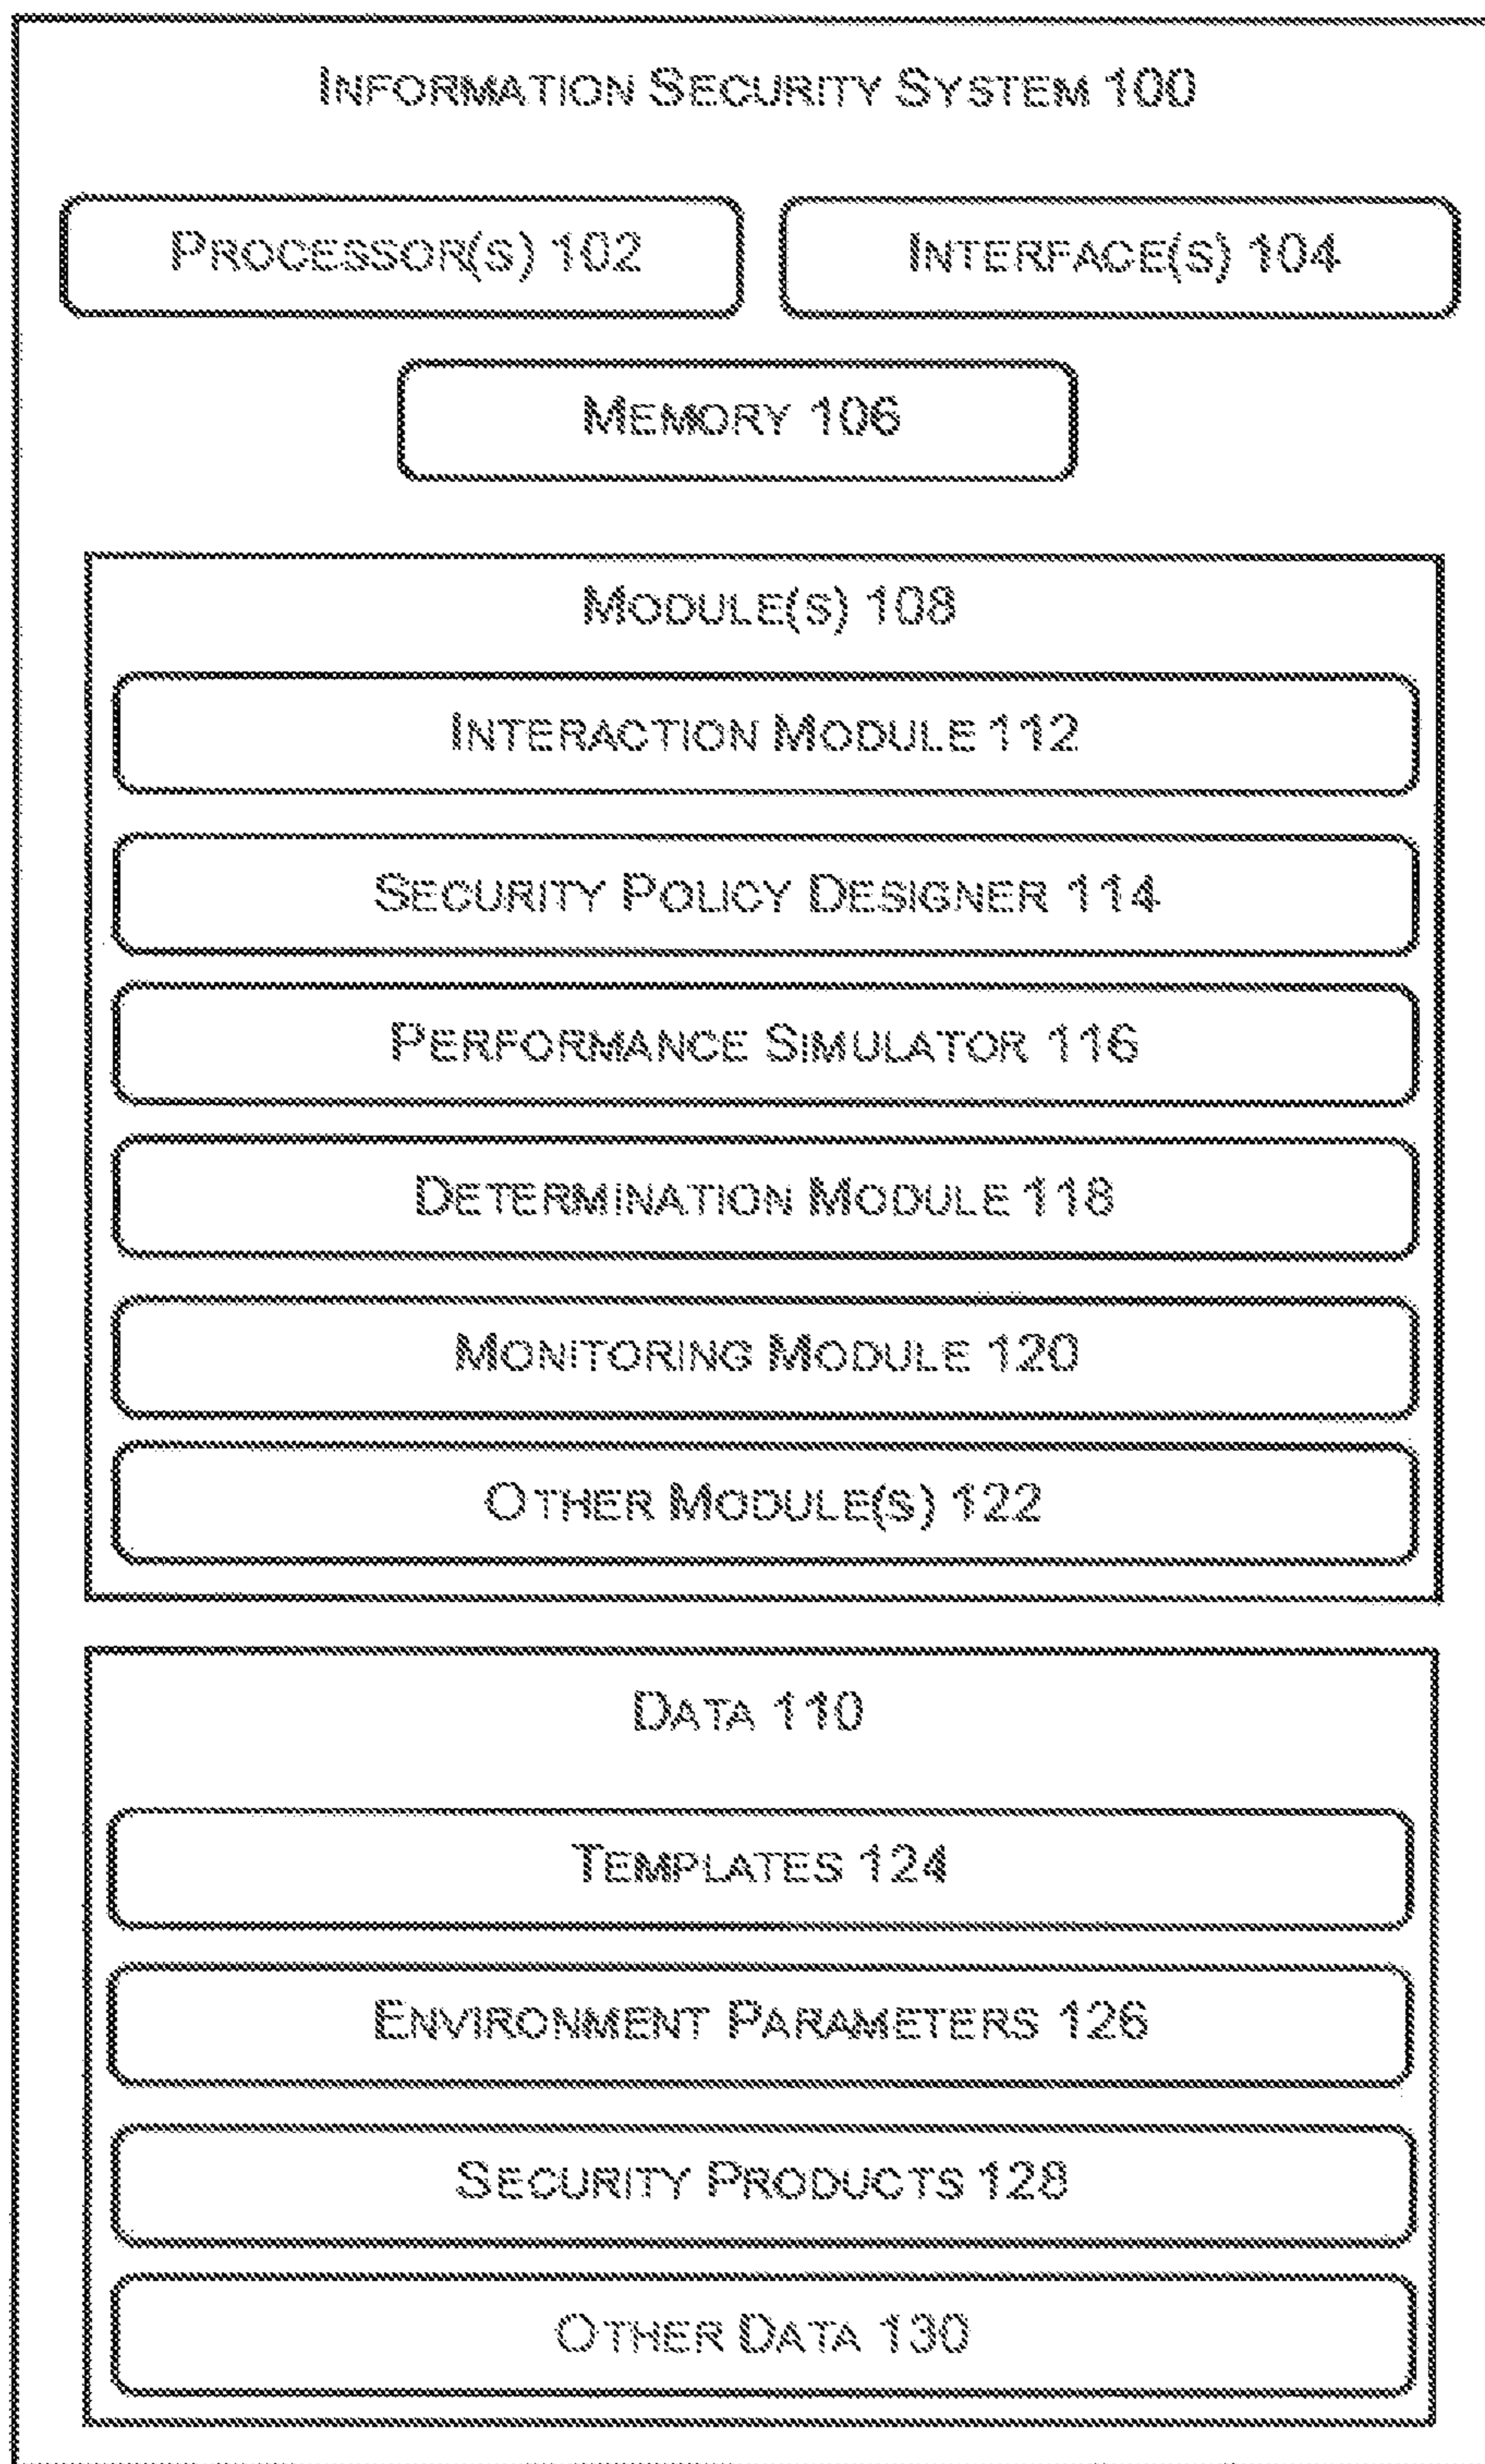 INFORMATION SECURITY SYSTEM 100
PROCESSOR(S) 102
INTERFACE(S) 104
MEMORY 106
MODULE(S) 108
INTERACTION MODULE 112
SECURITY POLICY DESIGNER 114
PERFORMANCE SIMULATOR 116
DETERMINATION MODULE 118
MONITORING MODULE 120
OTHER MODULE(S) 122
DATA 110
TEMPLATES 124
ENVIRONMENT PARAMETERS 126
SECURITY PRODUCTS 128
OTHER DATA 130